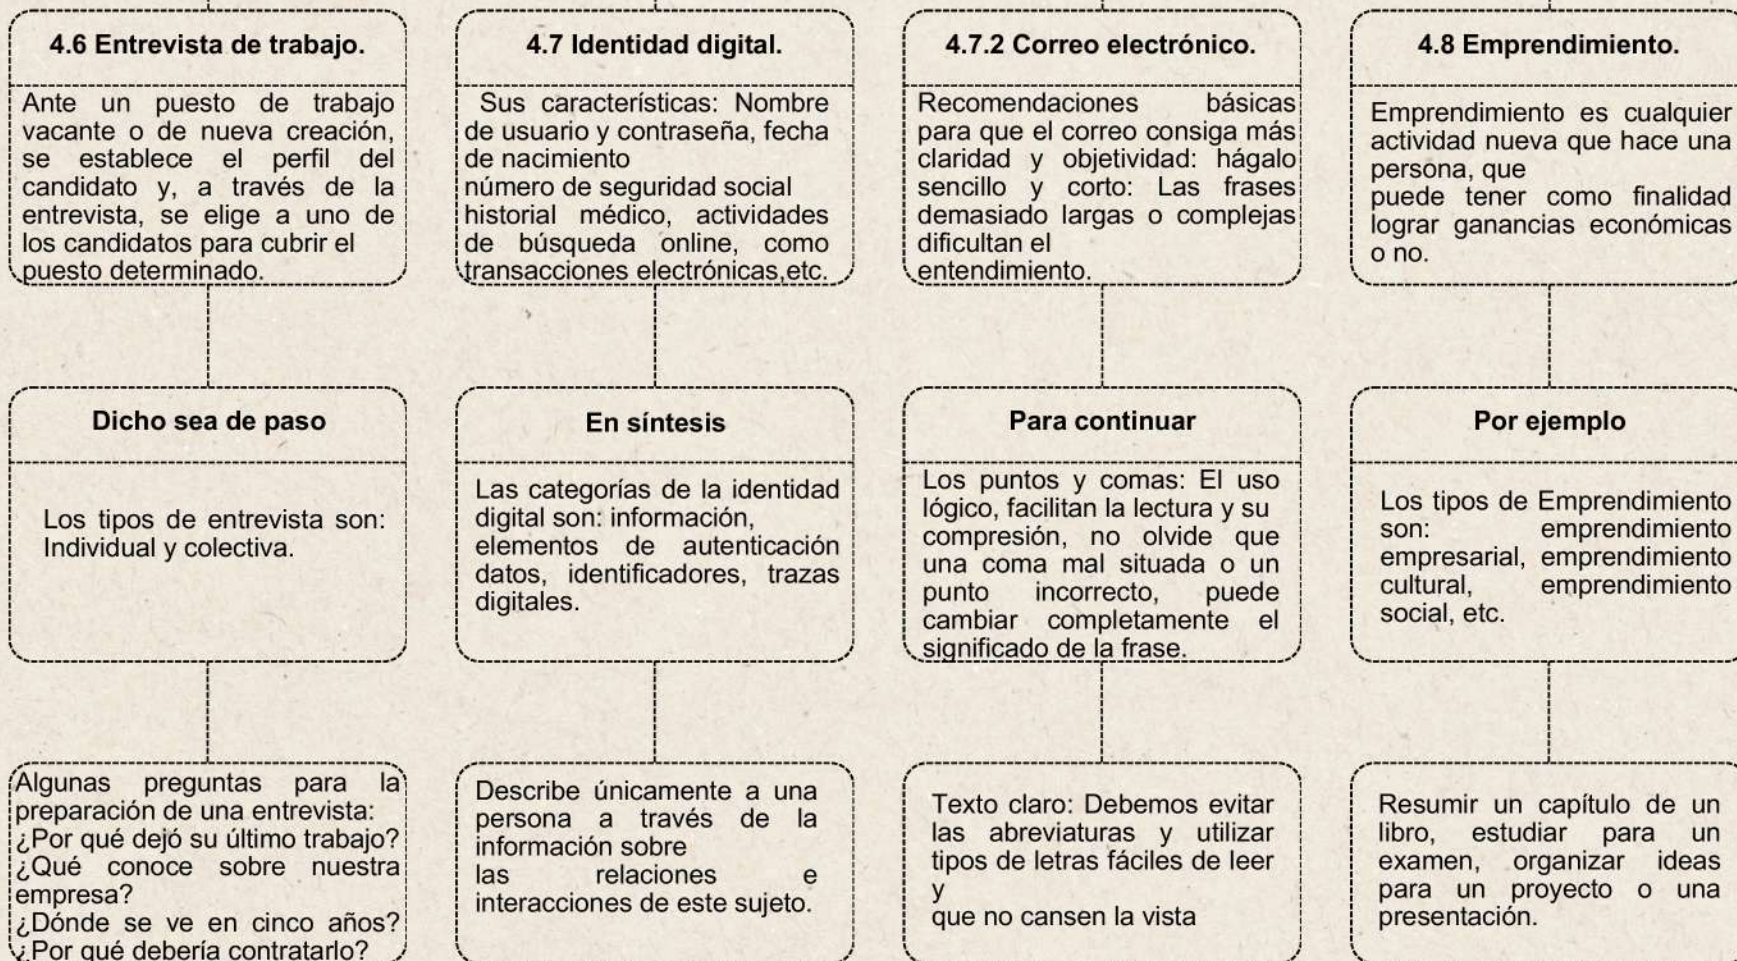 4.6 Entrevista de trabajo.
Ante un puesto de trabajo
vacante o de nueva creación,
se establece el perfil del
candidato y, a través de la
entrevista, se elige a uno de
los candidatos para cubrir el
puesto determinado.
Dicho sea de paso
Los tipos de entrevista son:
Individual y colectiva.
Algunas preguntas para la
preparación de una entrevista:
¿Por qué dejó su último trabajo?
¿Qué conoce sobre nuestra
empresa?
¿Dónde se ve en cinco años?
¿Por qué debería contratarlo?
4.7 Identidad digital.
Sus características: Nombre
de usuario y contraseña, fecha
de nacimiento
número de seguridad social
historial médico, actividades
de búsqueda online, como
transacciones electrónicas,etc.
En síntesis
Las categorías de la identidad
digital son: información,
elementos de autenticación
datos, identificadores, trazas
digitales.
Describe únicamente a una
persona a través de la
información sobre
las relaciones e
interacciones de este sujeto.
4.7.2 Correo electrónico.
Recomendaciones básicas
para que el correo consiga más
claridad y objetividad: hágalo
sencillo y corto: Las frases
demasiado largas o complejas
dificultan el
entendimiento.
Para continuar
Los puntos y comas: El uso
lógico, facilitan la lectura y su
compresión, no olvide que
una coma mal situada o un
punto incorrecto, puede
cambiar completamente el
significado de la frase.
Texto claro: Debemos evitar
las abreviaturas y utilizar
tipos de letras fáciles de leer
y
que no cansen la vista
4.8 Emprendimiento.
Emprendimiento es cualquier
actividad nueva que hace una
persona, que
puede tener como finalidad
lograr ganancias económicas
o no.
Por ejemplo
Los tipos de Emprendimiento
son: emprendimiento
empresarial, emprendimiento
cultural, emprendimiento
social, etc.
Resumir un capítulo de un
libro, estudiar para un
examen, organizar ideas
para un proyecto o una
presentación.